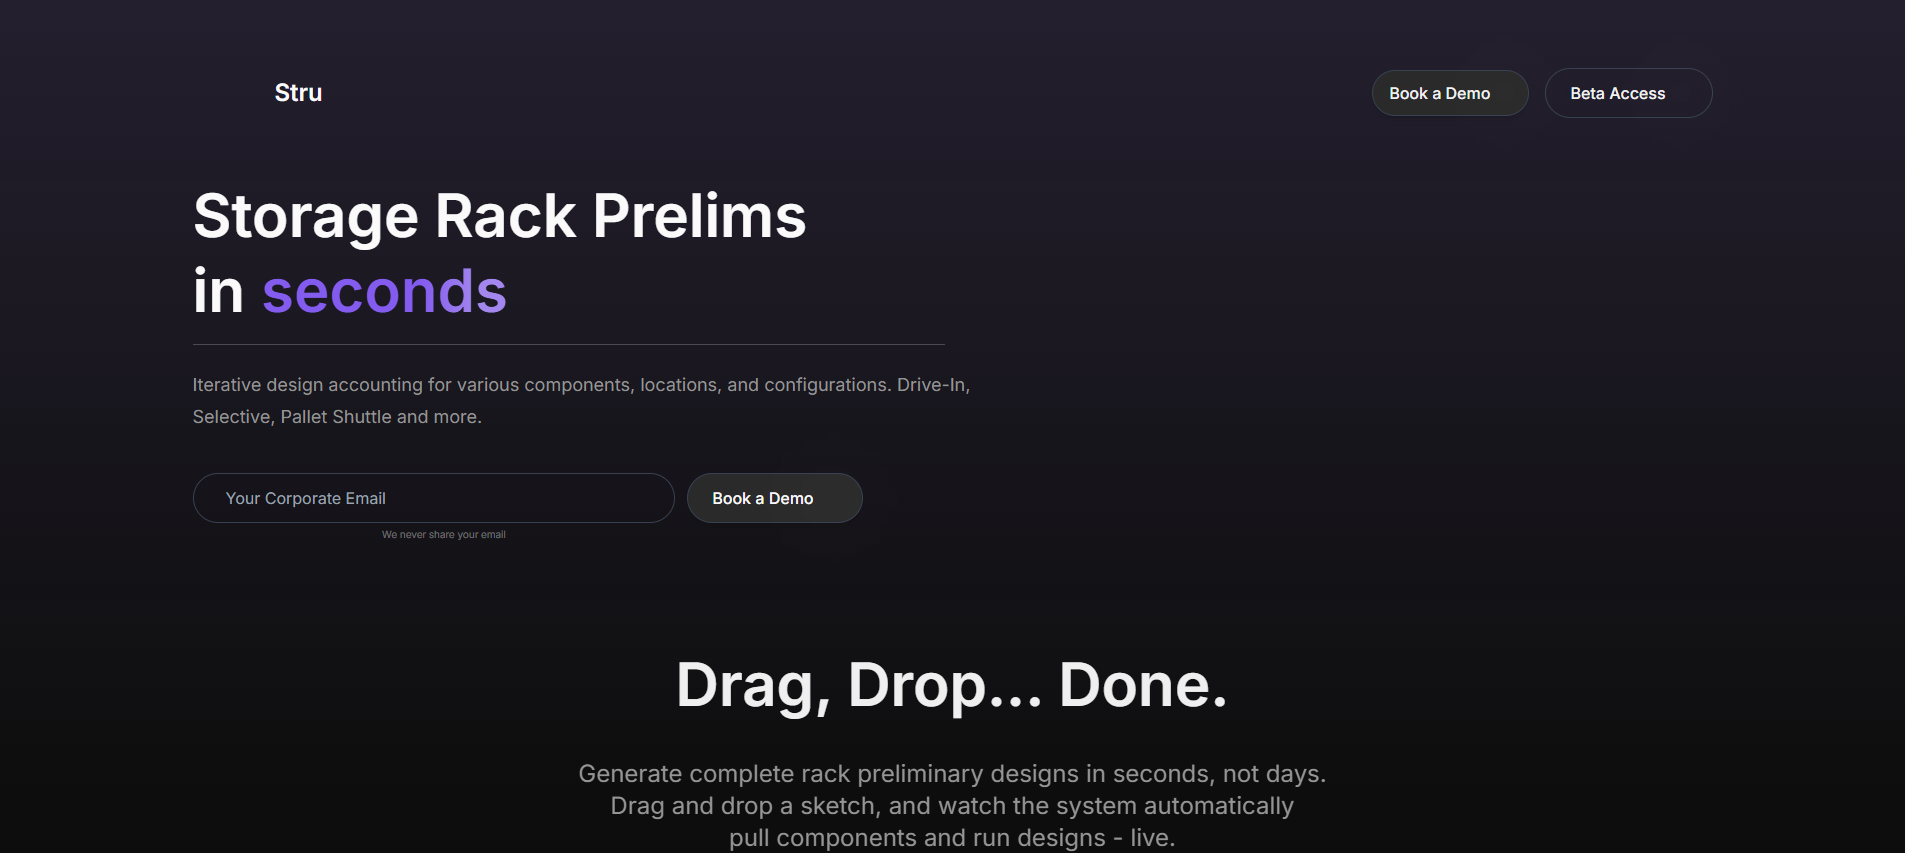 Stru
Book a Demo
Beta Access
Storage Rack Prelims
in seconds
Iterative design accounting for various components, locations, and configurations. Drive-In,
Selective, Pallet Shuttle and more.
Your Corporate Email
Book a Demo
We never share your email
Drag, Drop... Done.
Generate complete rack preliminary designs in seconds, not days.
Drag and drop a sketch, and watch the system automatically
pull components and run designs - live.